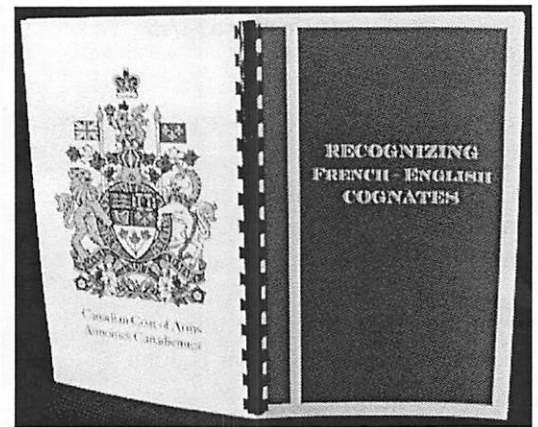 Canadian Coat of Arms
Armoiries Canadiennes
RECOGNIZING
FRENCH - ENGLISH
COGNATES